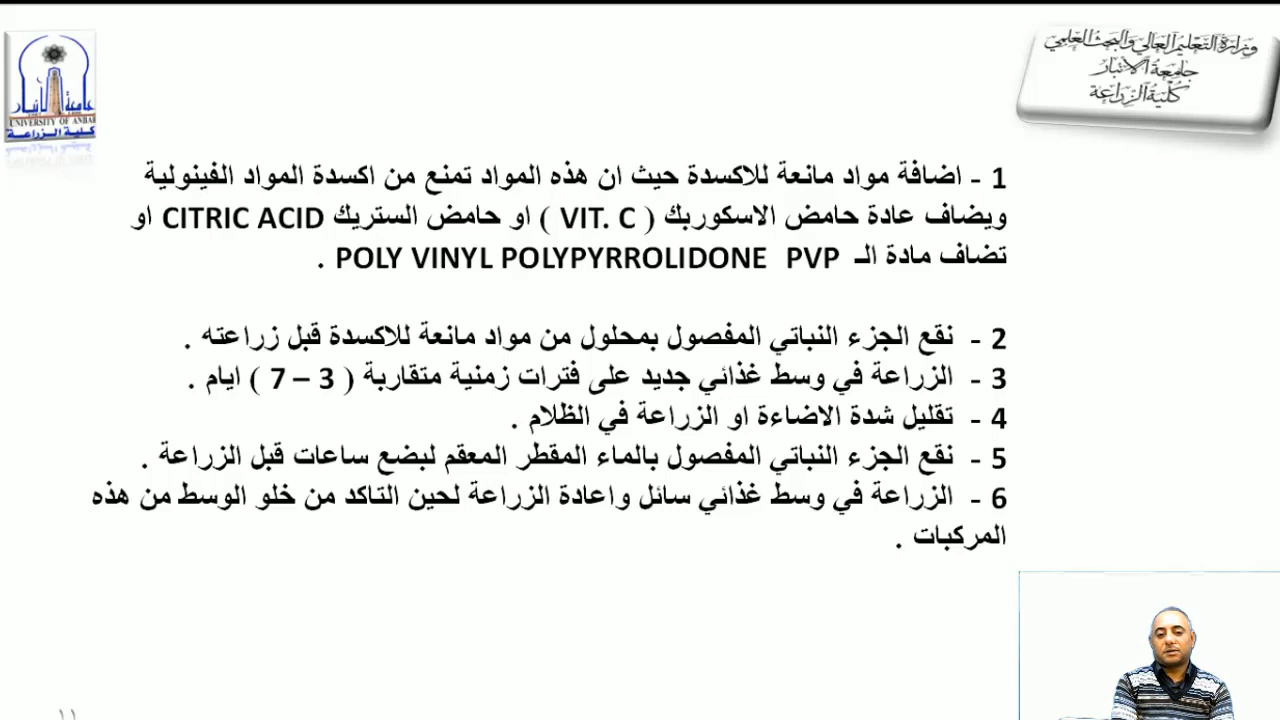 وزارة التعليم العالي والبحث العلمي
جامعة الانبار
كلية الزراعة
جامعة الانبار
UNIVERSITY OF ANBAR
كلية الزراعة
1 - اضافة مواد مانعة للاكسدة حيث ان هذه المواد تمنع من اكسدة المواد الفينولية
ويضاف عادة حامض الاسكوربك ( VIT. C ) او حامض الستريك CITRIC ACID او
تضاف مادة الـ POLY VINYL POLYPYRROLIDONE PVP .
2 - نقع الجزء النباتي المفصول بمحلول من مواد مانعة للاكسدة قبل زراعته .
3 - الزراعة في وسط غذائي جديد على فترات زمنية متقاربة ( 3 – 7 ) ايام .
4 - تقليل شدة الاضاءة او الزراعة في الظلام .
5 - نقع الجزء النباتي المفصول بالماء المقطر المعقم لبضع ساعات قبل الزراعة .
6 - الزراعة في وسط غذائي سائل واعادة الزراعة لحين التاكد من خلو الوسط من هذه
المركبات .
١١